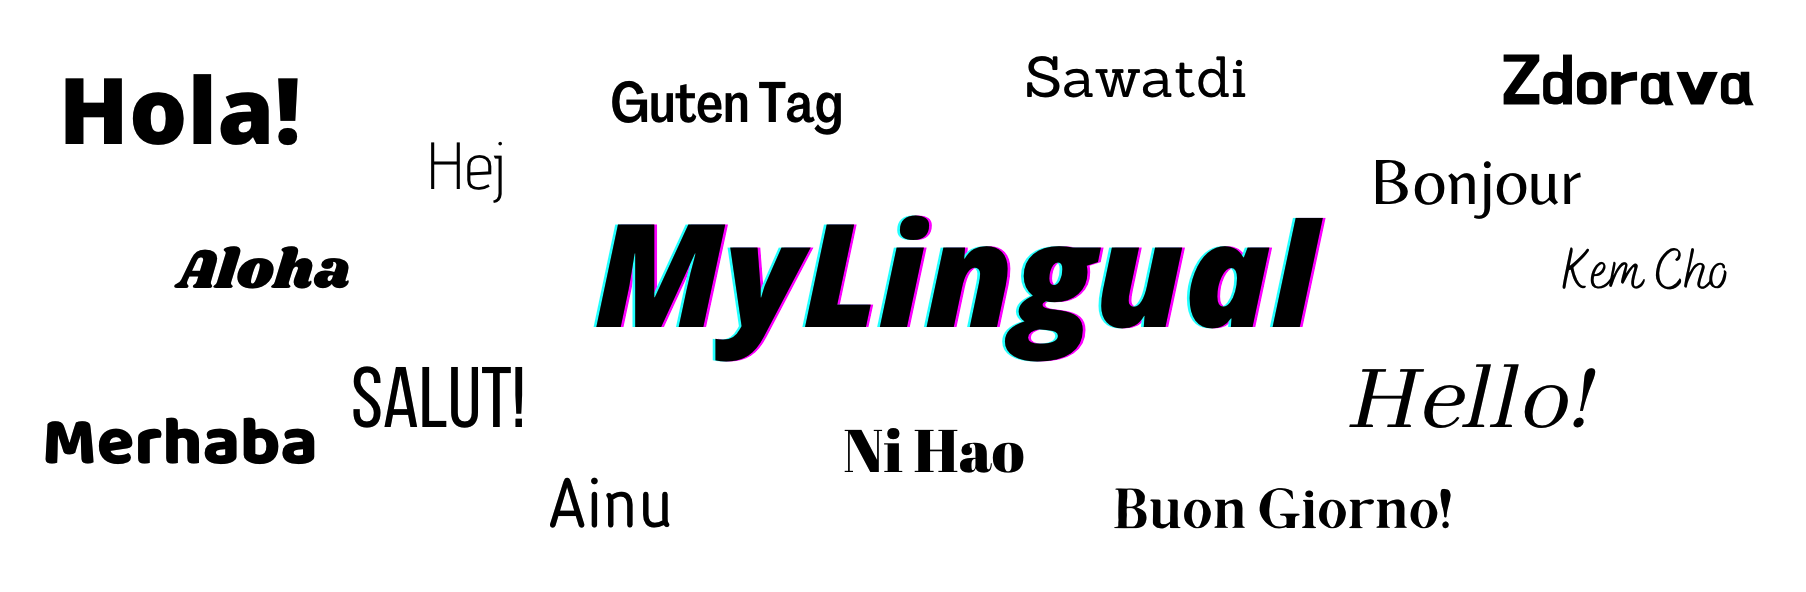 Hola!
Guten Tag
Sawatdi
Zdorava
Hej
Bonjour
Aloha
MyLingual
Kem Cho
SALUT!
Hello!
Merhaba
Ni Hao
Ainu
Buon Giorno!